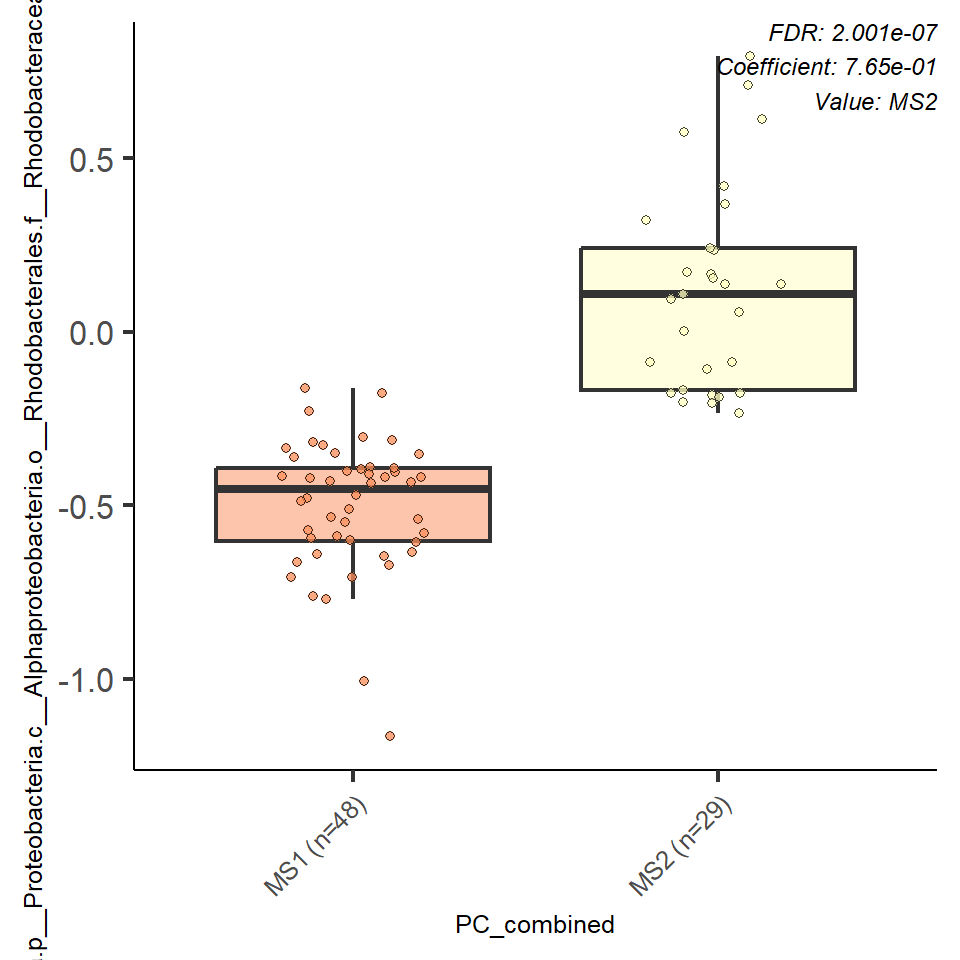 FDR: 2.001e-07
Coefficient: 7.65e-01
Value: MS2
.p__Proteobacteria.c__Alphaproteobacteria.o__Rhodobacterales.f__Rhodobacteracea
0.5
0.0
-0.5
-1.0
MS1 (n=48)
MS2 (n=29)
PC_combined